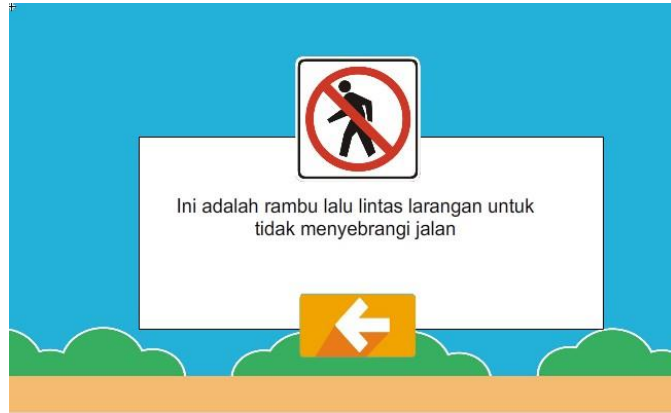 Ini adalah rambu lalu lintas larangan untuk
tidak menyebrangi jalan